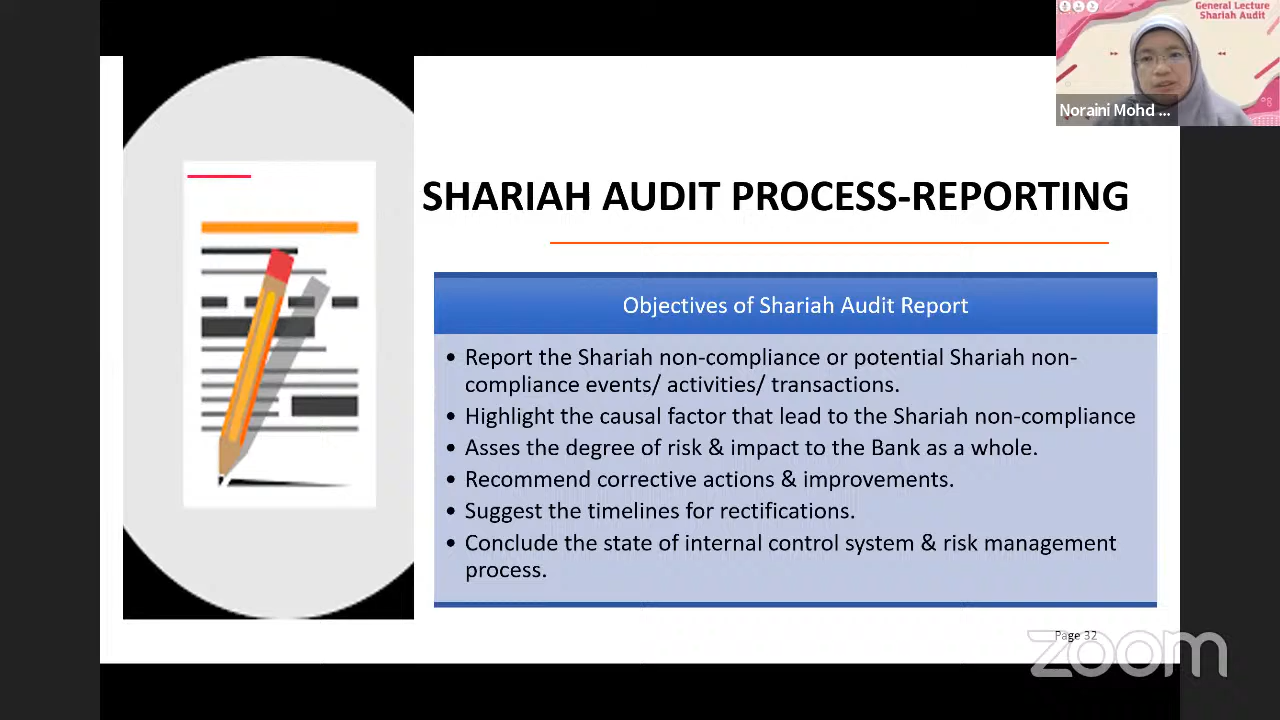 General Lecture
Shariah Audit
Noraini Mohd ...
SHARIAH AUDIT PROCESS-REPORTING
Objectives of Shariah Audit Report
• Report the Shariah non-compliance or potential Shariah non-
compliance events/ activities/ transactions.
• Highlight the causal factor that lead to the Shariah non-compliance
• Asses the degree of risk & impact to the Bank as a whole.
• Recommend corrective actions & improvements.
• Suggest the timelines for rectifications.
• Conclude the state of internal control system & risk management
process.
Page 32
zoom